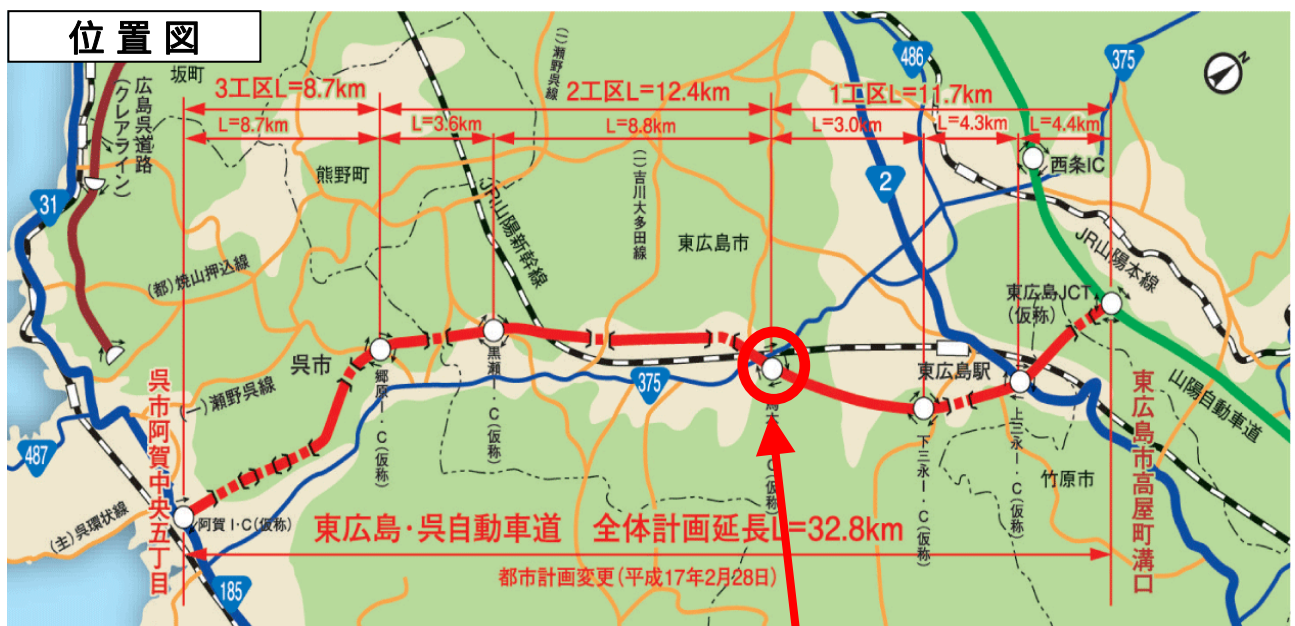 位置図
坂町
広島呉道路
(クレアライン)
3工区L=8.7km
2工区L=12.4km
1工区L=11.7km
L=8.7km
L=3.6km
L=8.8km
L=3.0km
L=4.3km
L=4.4km
(一)瀬野呉線
486
375
N
31
熊野町
JR山陽新幹線
(一)吉川大多田線
東広島市
2
西条IC
JR山陽本線
(都)焼山押込線
東広島JCT
(仮称)
呉市
(一)瀬野呉線
郷原I・C(仮称)
黒瀬I・C(仮称)
375
東広島駅
山陽自動車道
I・C(仮称)
下三永I・C(仮称)
上三永I・C(仮称)
竹原市
487
呉市阿賀中央五丁目
東広島市高屋町溝口
(主)呉環状線
阿賀I・C(仮称)
東広島・呉自動車道 全体計画延長L=32.8km
都市計画変更(平成17年2月28日)
185